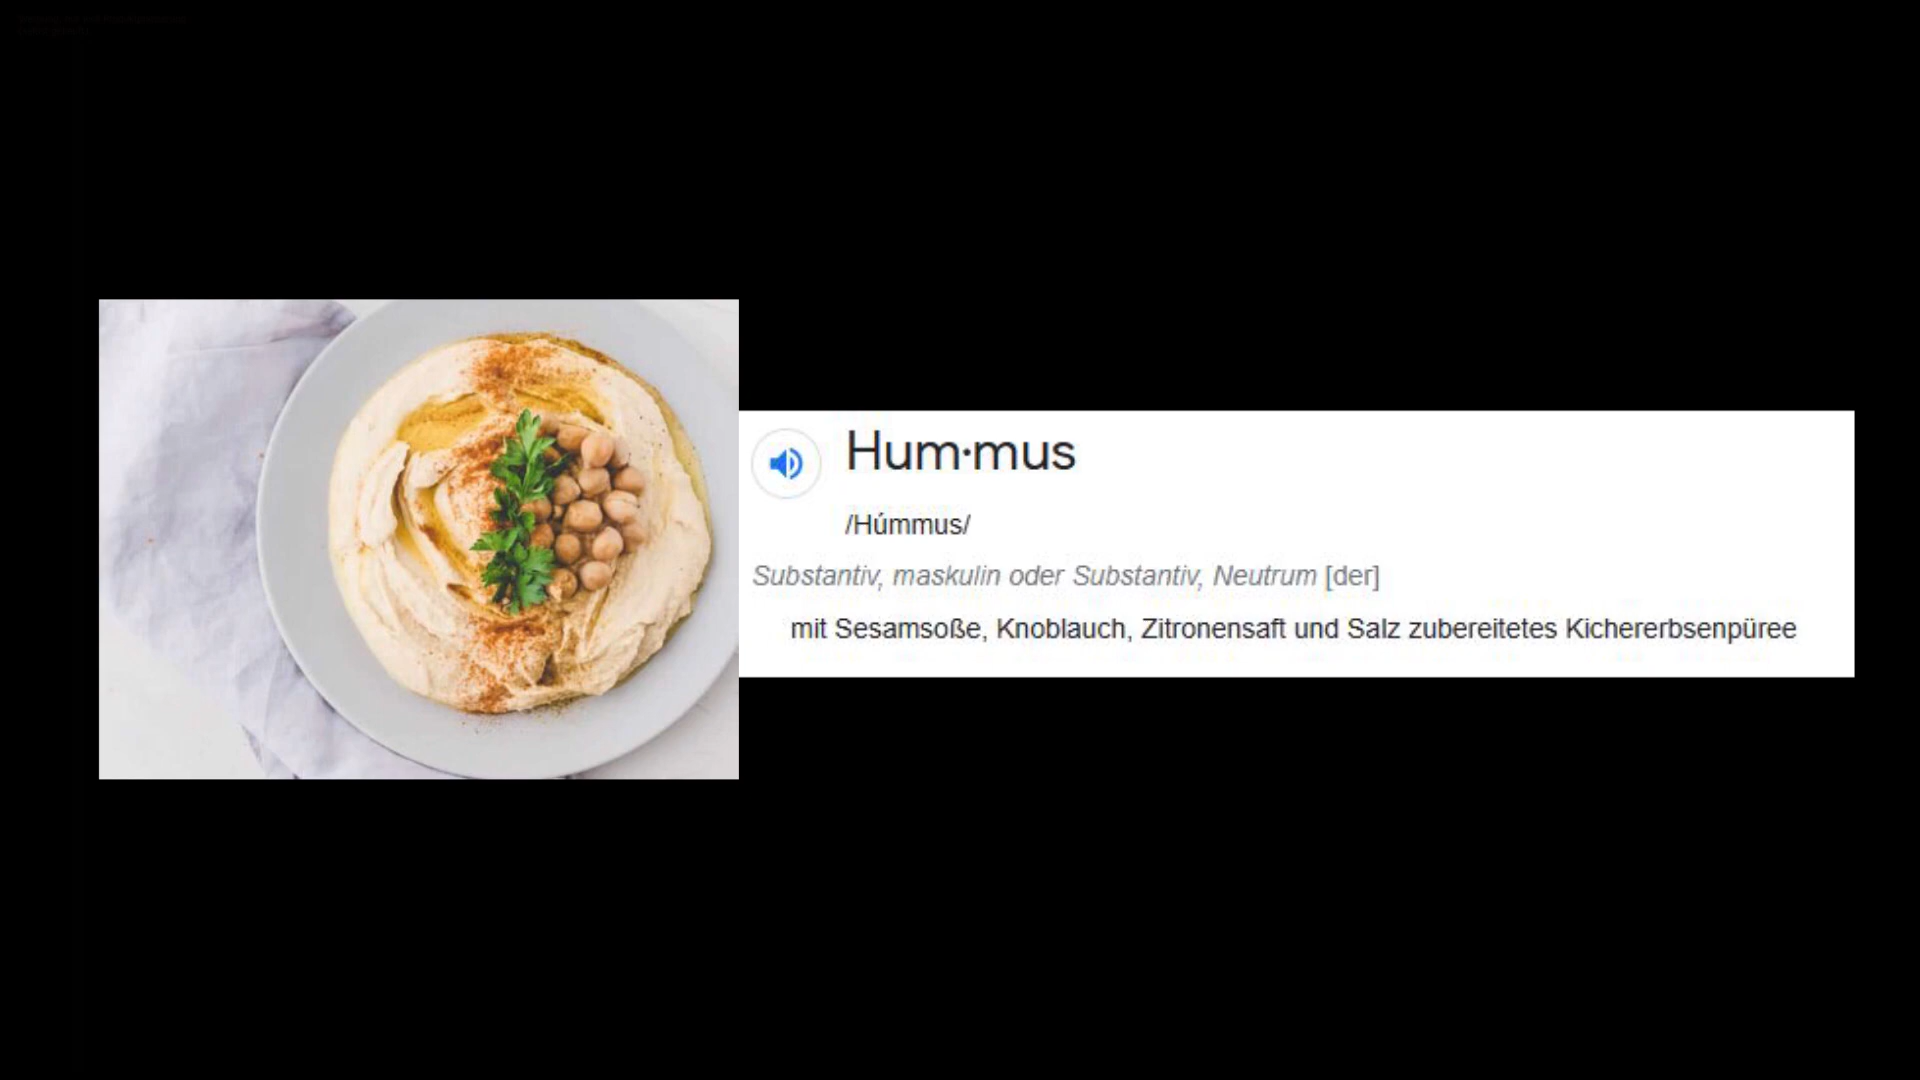 Hum·mus
/Húmmus/
Substantiv, maskulin oder Substantiv, Neutrum [der]
mit Sesamsoße, Knoblauch, Zitronensaft und Salz zubereitetes Kichererbsenpüree